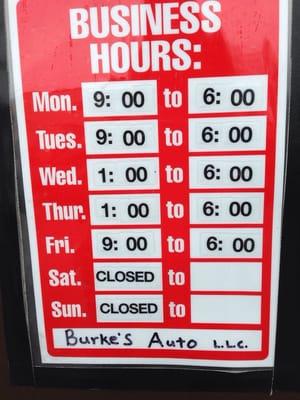 BUSINESS
HOURS:
Mon. 9: 00 to 6: 00
Tues. 9: 00 to 6: 00
Wed. 1: 00 to 6: 00
Thur. 1: 00 to 6: 00
Fri. 9: 00 to 6: 00
Sat. CLOSED to
Sun. CLOSED to
Burke's Auto L.L.C.